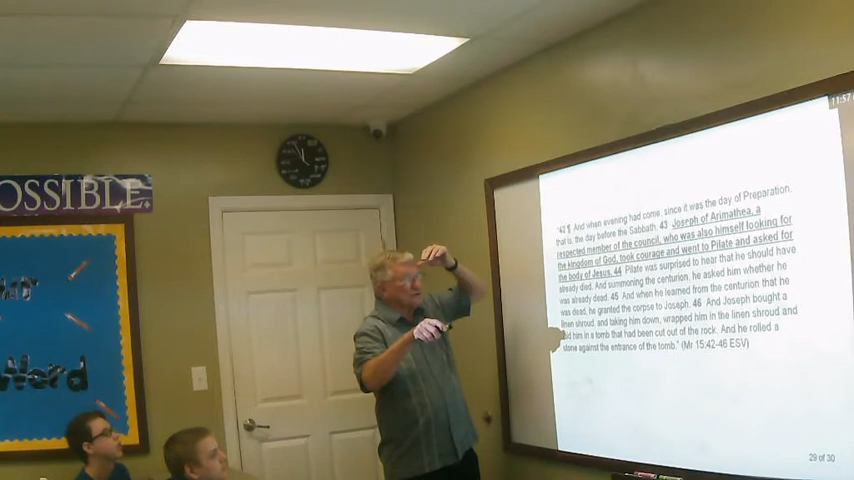 OSSIBLE.
Word
11:57
"42 ¶ And when evening had come, since it was the day of Preparation,
that is, the day before the Sabbath, 43 Joseph of Arimathea, a
respected member of the council, who was also himself looking for
the kingdom of God, took courage and went to Pilate and asked for
the body of Jesus. 44 Pilate was surprised to hear that he should have
already died. And summoning the centurion, he asked him whether he
was already dead. 45 And when he learned from the centurion that he
was dead, he granted the corpse to Joseph. 46 And Joseph bought a
linen shroud, and taking him down, wrapped him in the linen shroud and
him in a tomb that had been cut out of the rock. And he rolled a
stone against the entrance of the tomb." (Mr 15:42-46 ESV)
29 of 30